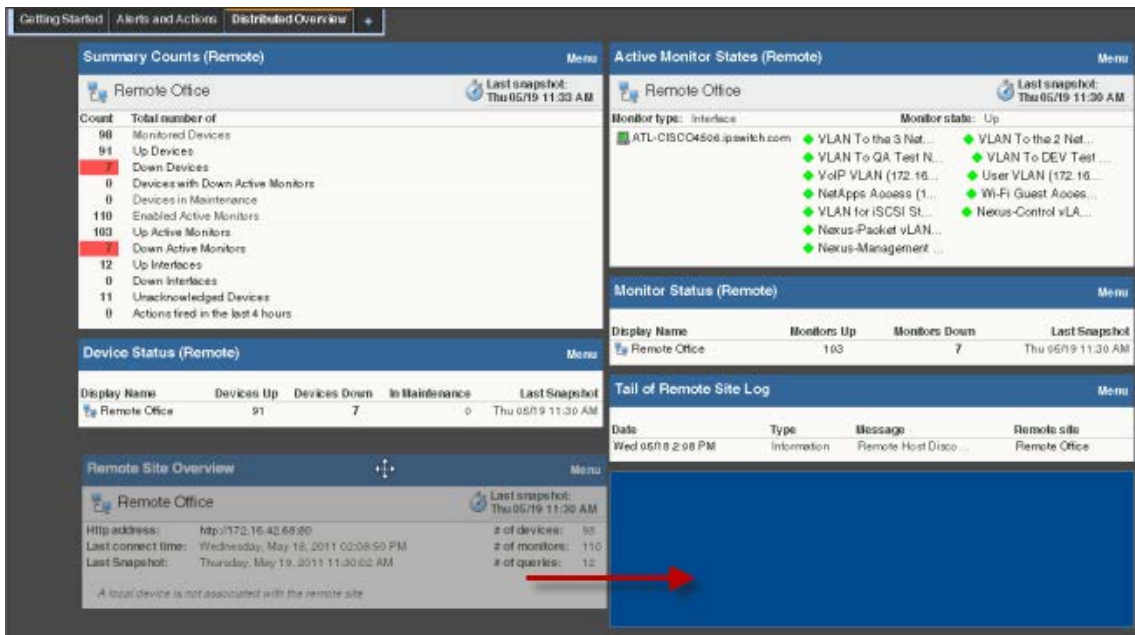 Getting Started Alerts and Actions Distributed Overview +
Summary Counts (Remote) Menu
Remote Office
Last snapshot:
Thu 05/19 11:33 AM
Count Total number of
98 Monitored Devices
91 Up Devices
7 Down Devices
0 Devices with Down Active Monitors
0 Devices in Maintenance
110 Enabled Active Monitors
103 Up Active Monitors
7 Down Active Monitors
12 Up Interfaces
0 Down Interfaces
11 Unacknowledged Devices
0 Actions fired in the last 4 hours
Device Status (Remote) Menu
Display Name Devices Up Devices Down In Maintenance Last Snapshot
Remote Office 91 7 0 Thu 05/19 11:30 AM
Remote Site Overview Menu
Remote Office
Last snapshot:
Thu 05/19 11:30 AM
Http address: http://172.16.42.68:80 # of devices: 98
Last connect time: Wednesday, May 18, 2011 02:08:50 PM # of monitors: 110
Last Snapshot: Thursday, May 19, 2011 11:30:02 AM # of queries: 12
A local device is not associated with the remote site
Active Monitor States (Remote) Menu
Remote Office
Last snapshot:
Thu 05/19 11:30 AM
Monitor type: Interface Monitor state: Up
ATL-CISCO4506.ipswitch.com VLAN To the 3 Net... VLAN To the 2 Net...
VLAN To QA Test N... VLAN To DEV Test ...
VoIP VLAN (172.16... User VLAN (172.16...
NetApps Access (1... Wi-Fi Guest Acces...
VLAN for iSCSI St... Nexus-Control vLA...
Nexus-Packet vLAN...
Nexus-Management ...
Monitor Status (Remote) Menu
Display Name Monitors Up Monitors Down Last Snapshot
Remote Office 103 7 Thu 05/19 11:30 AM
Tail of Remote Site Log Menu
Date Type Message Remote site
Wed 05/18 2:08 PM Information Remote Host Disco... Remote Office